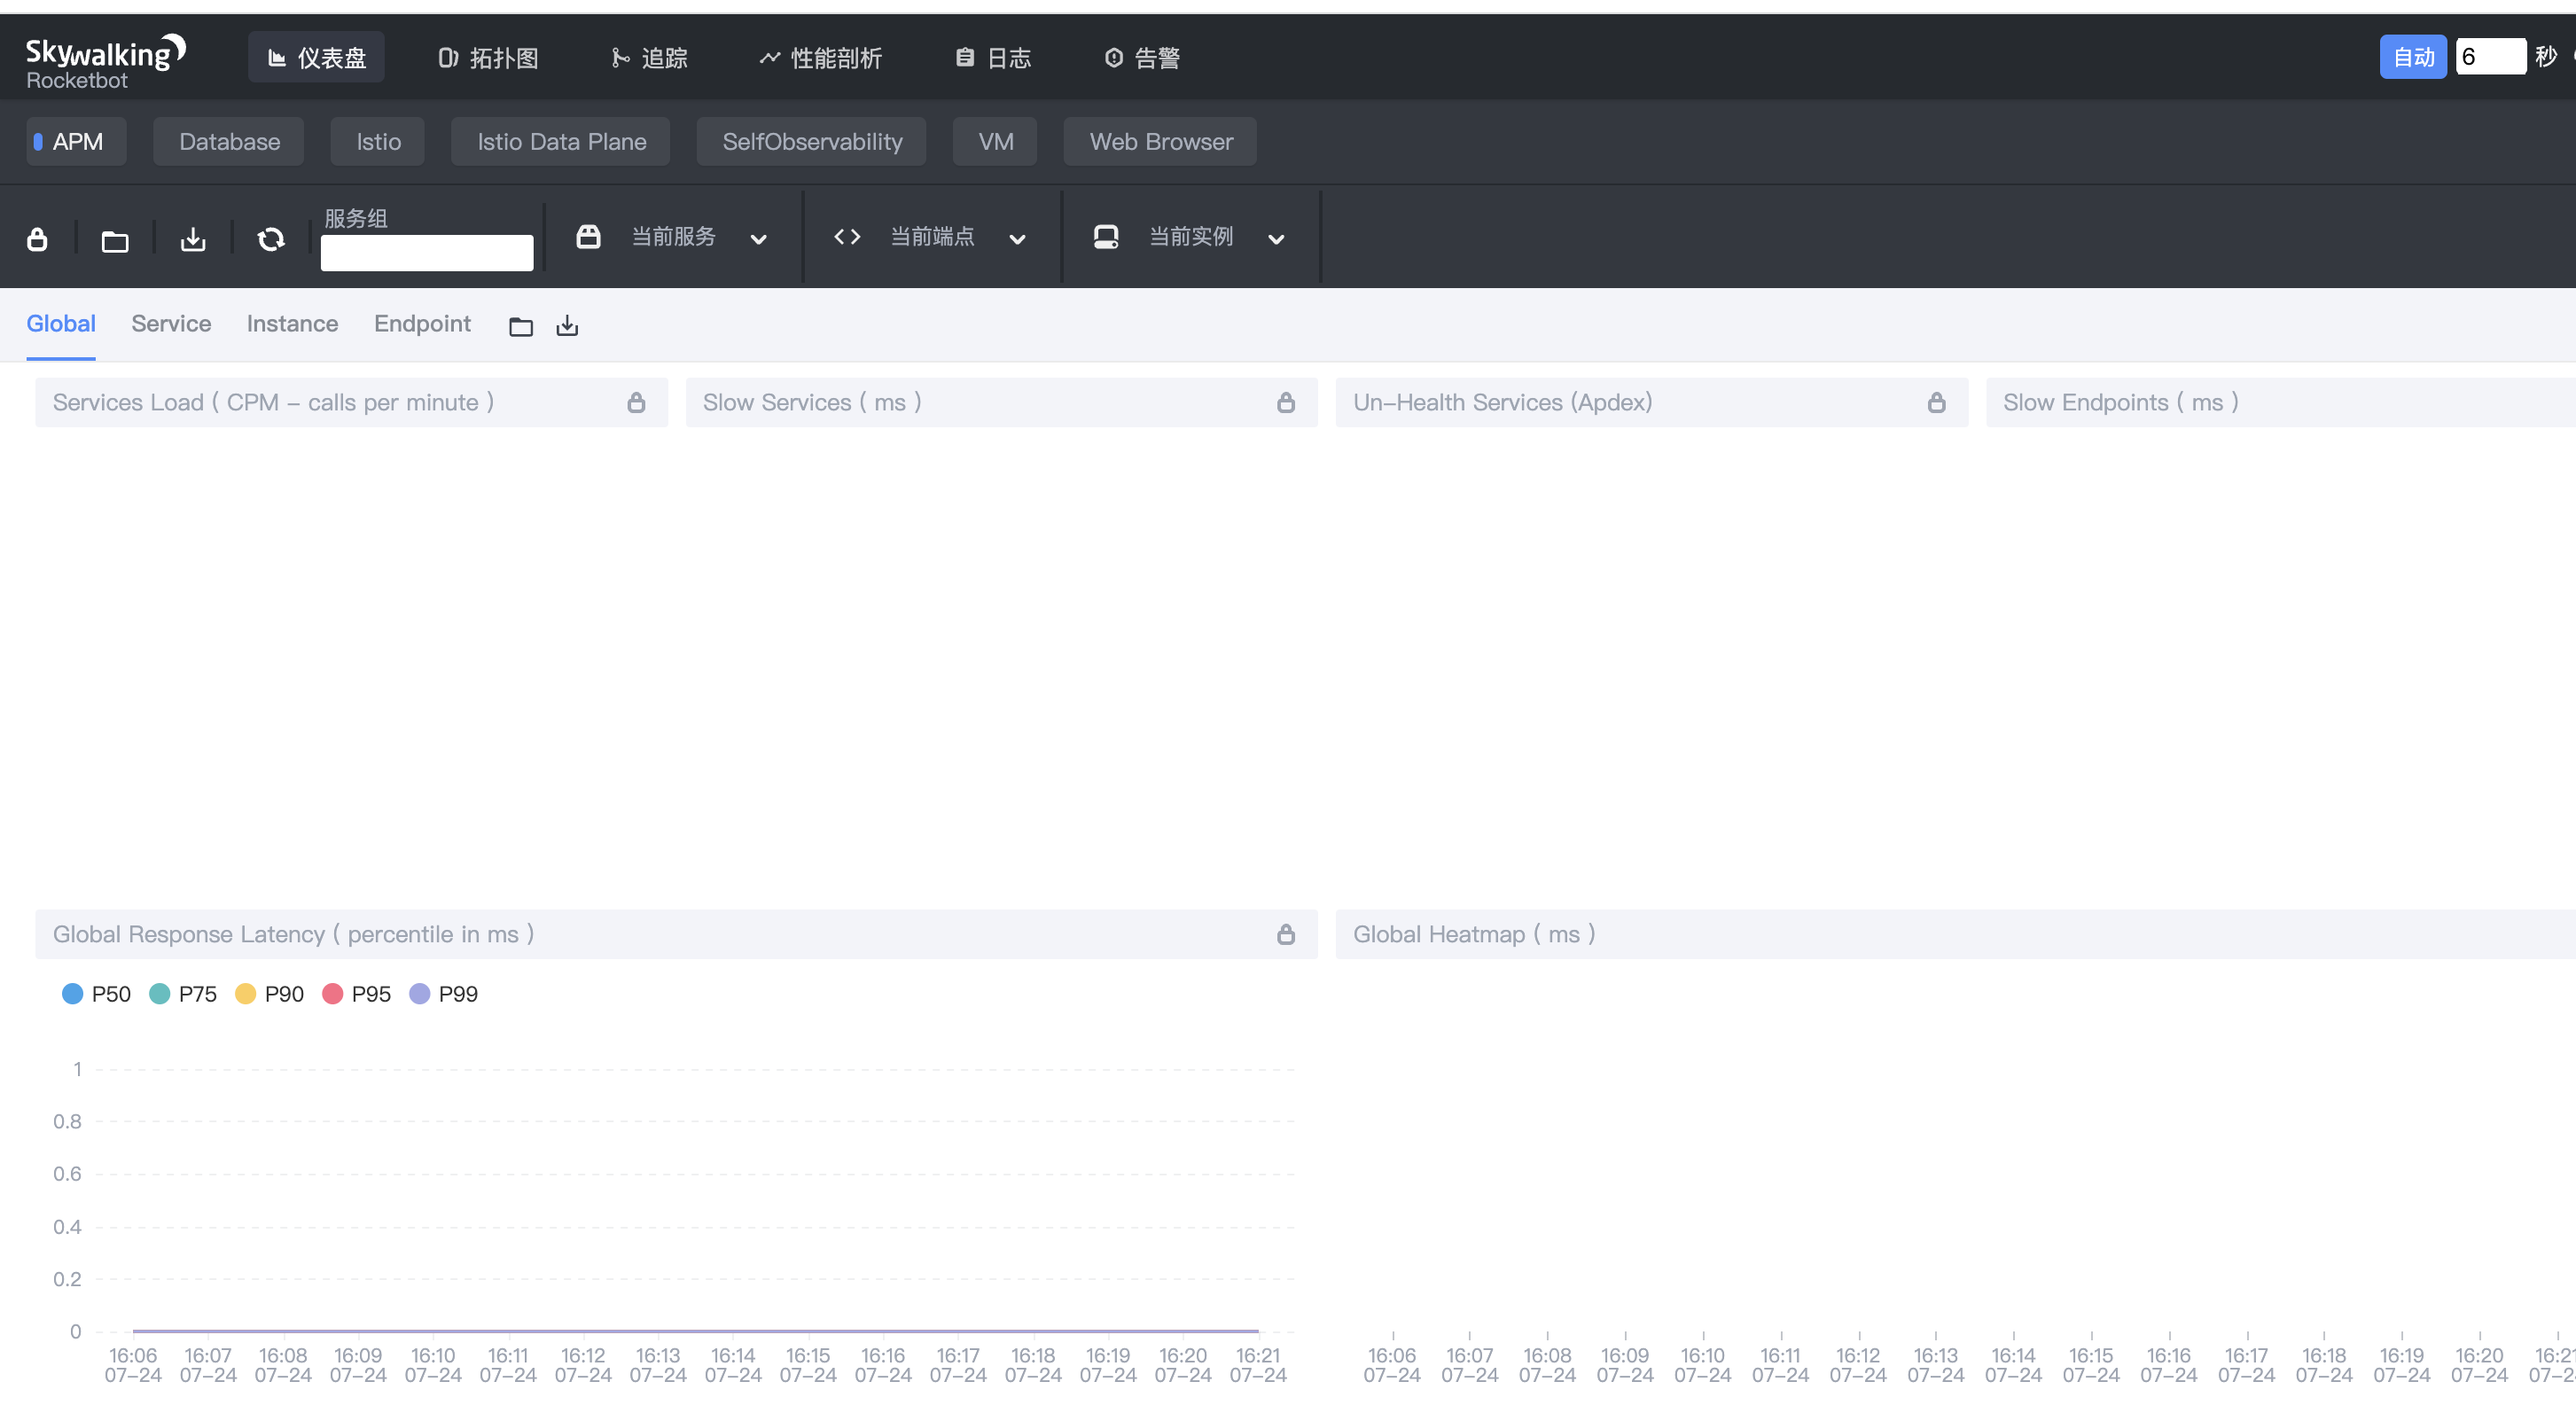 Skywalking
Rocketbot
仪表盘 拓扑图 追踪 性能剖析 日志 告警 自动 6 秒
APM Database Istio Istio Data Plane SelfObservability VM Web Browser
服务组
当前服务 当前端点 当前实例
Global Service Instance Endpoint
Services Load ( CPM - calls per minute ) Slow Services ( ms ) Un-Health Services (Apdex) Slow Endpoints ( ms )
Global Response Latency ( percentile in ms ) Global Heatmap ( ms )
P50 P75 P90 P95 P99
1
0.8
0.6
0.4
0.2
0
16:06 16:07 16:08 16:09 16:10 16:11 16:12 16:13 16:14 16:15 16:16 16:17 16:18 16:19 16:20 16:21 16:06 16:07 16:08 16:09 16:10 16:11 16:12 16:13 16:14 16:15 16:16 16:17 16:18 16:19 16:20 16:21
07-24 07-24 07-24 07-24 07-24 07-24 07-24 07-24 07-24 07-24 07-24 07-24 07-24 07-24 07-24 07-24 07-24 07-24 07-24 07-24 07-24 07-24 07-24 07-24 07-24 07-24 07-24 07-24 07-24 07-24 07-24 07-2